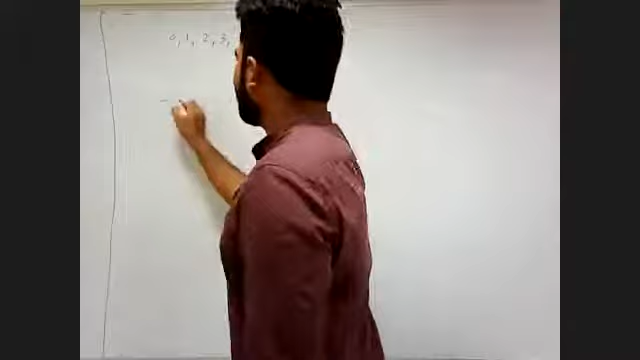 0, 1, 2, 3,
-